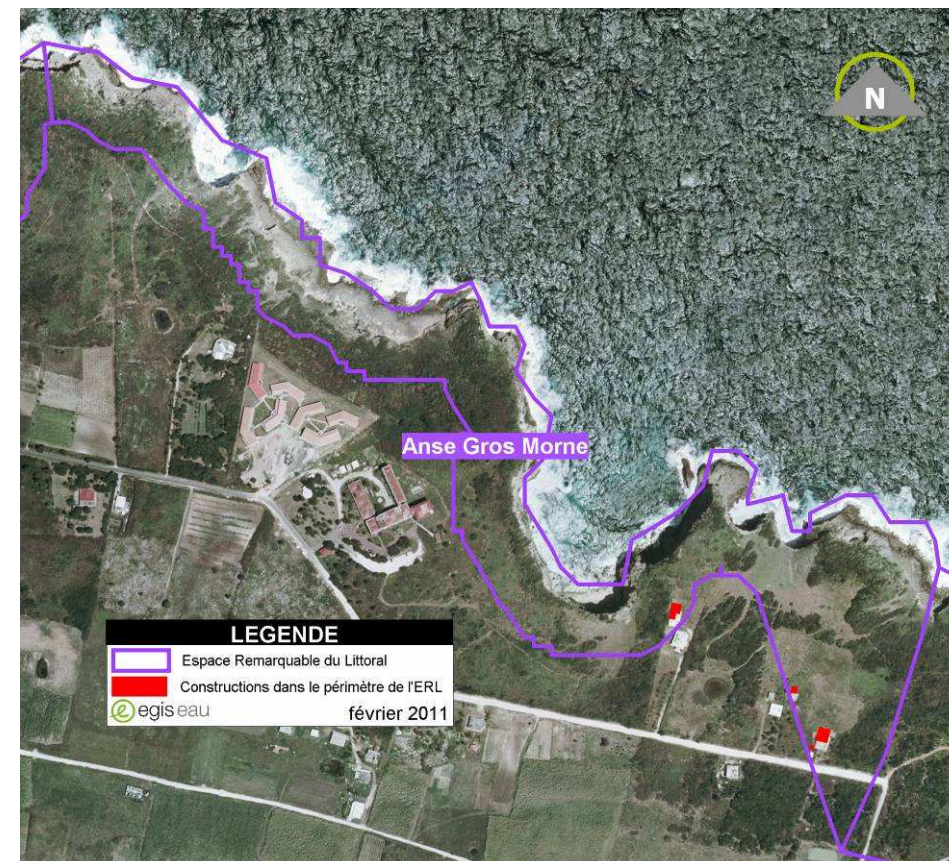 N
Anse Gros Morne
LEGENDE
Espace Remarquable du Littoral
Constructions dans le périmètre de l'ERL
egis eau
février 2011